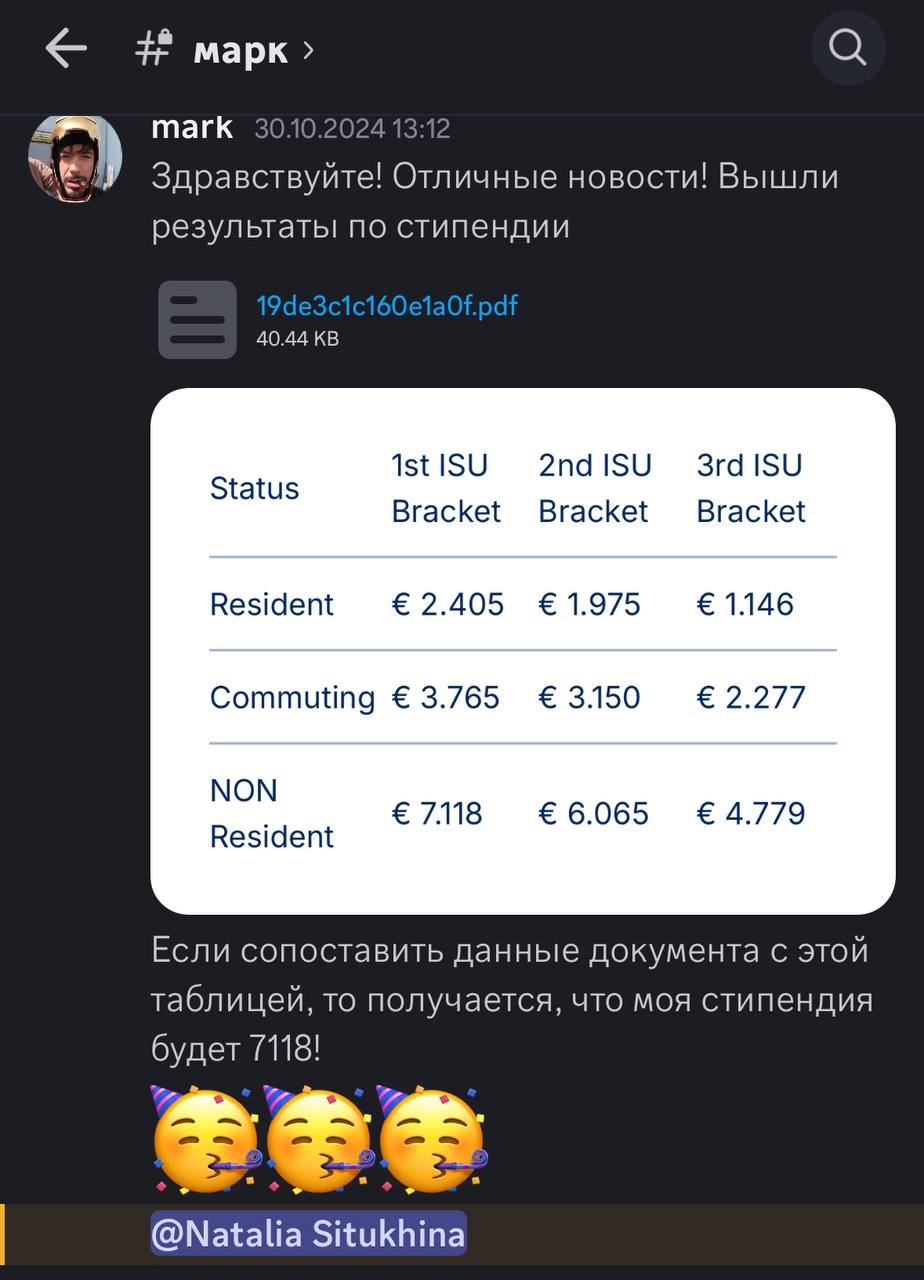 марк
mark 30.10.2024 13:12
Здравствуйте! Отличные новости! Вышли
результаты по стипендии
19de3c1c160e1a0f.pdf
40.44 KB
Status 1st ISU Bracket 2nd ISU Bracket 3rd ISU Bracket
Resident € 2.405 € 1.975 € 1.146
Commuting € 3.765 € 3.150 € 2.277
NON Resident € 7.118 € 6.065 € 4.779
Если сопоставить данные документа с этой
таблицей, то получается, что моя стипендия
будет 7118!
🥳🥳🥳
@Natalia Situkhina